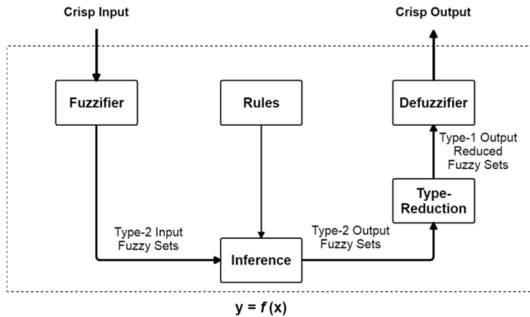 Crisp Input
Crisp Output
Fuzzifier
Rules
Defuzzifier
Type-1 Output
Reduced
Fuzzy Sets
Type-
Reduction
Type-2 Input
Fuzzy Sets
Type-2 Output
Fuzzy Sets
Inference
y = f (x)